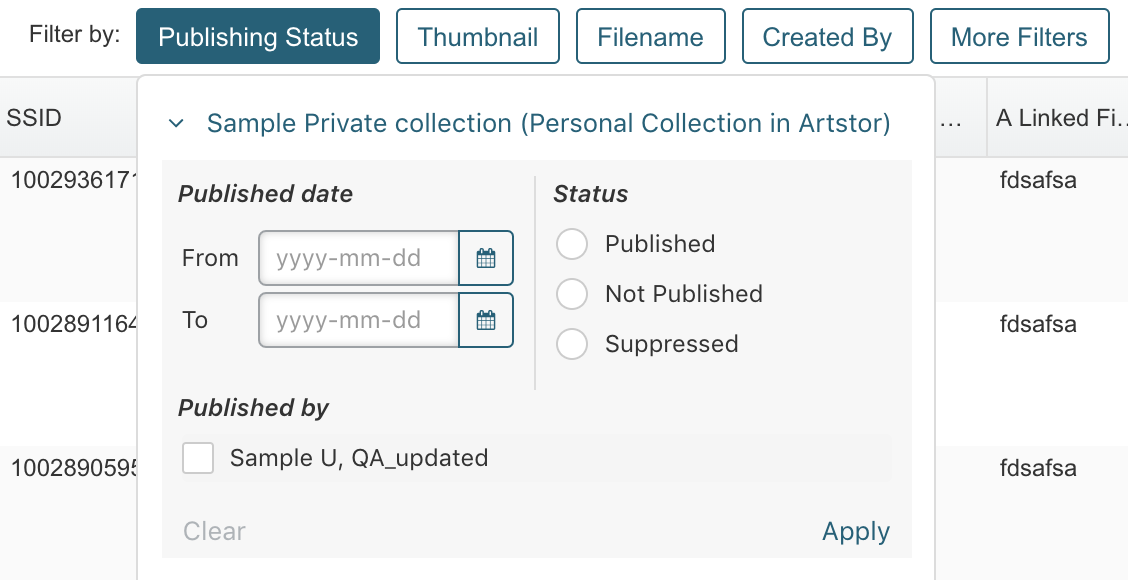 Filter by: Publishing Status Thumbnail Filename Created By More Filters
SSID ... A Linked Fi...
Sample Private collection (Personal Collection in Artstor)
1002936171 fdsafsa
Published date Status
From yyyy-mm-dd Published
To yyyy-mm-dd Not Published
Suppressed
1002891164 fdsafsa
Published by
Sample U, QA_updated
1002890595 fdsafsa
Clear Apply